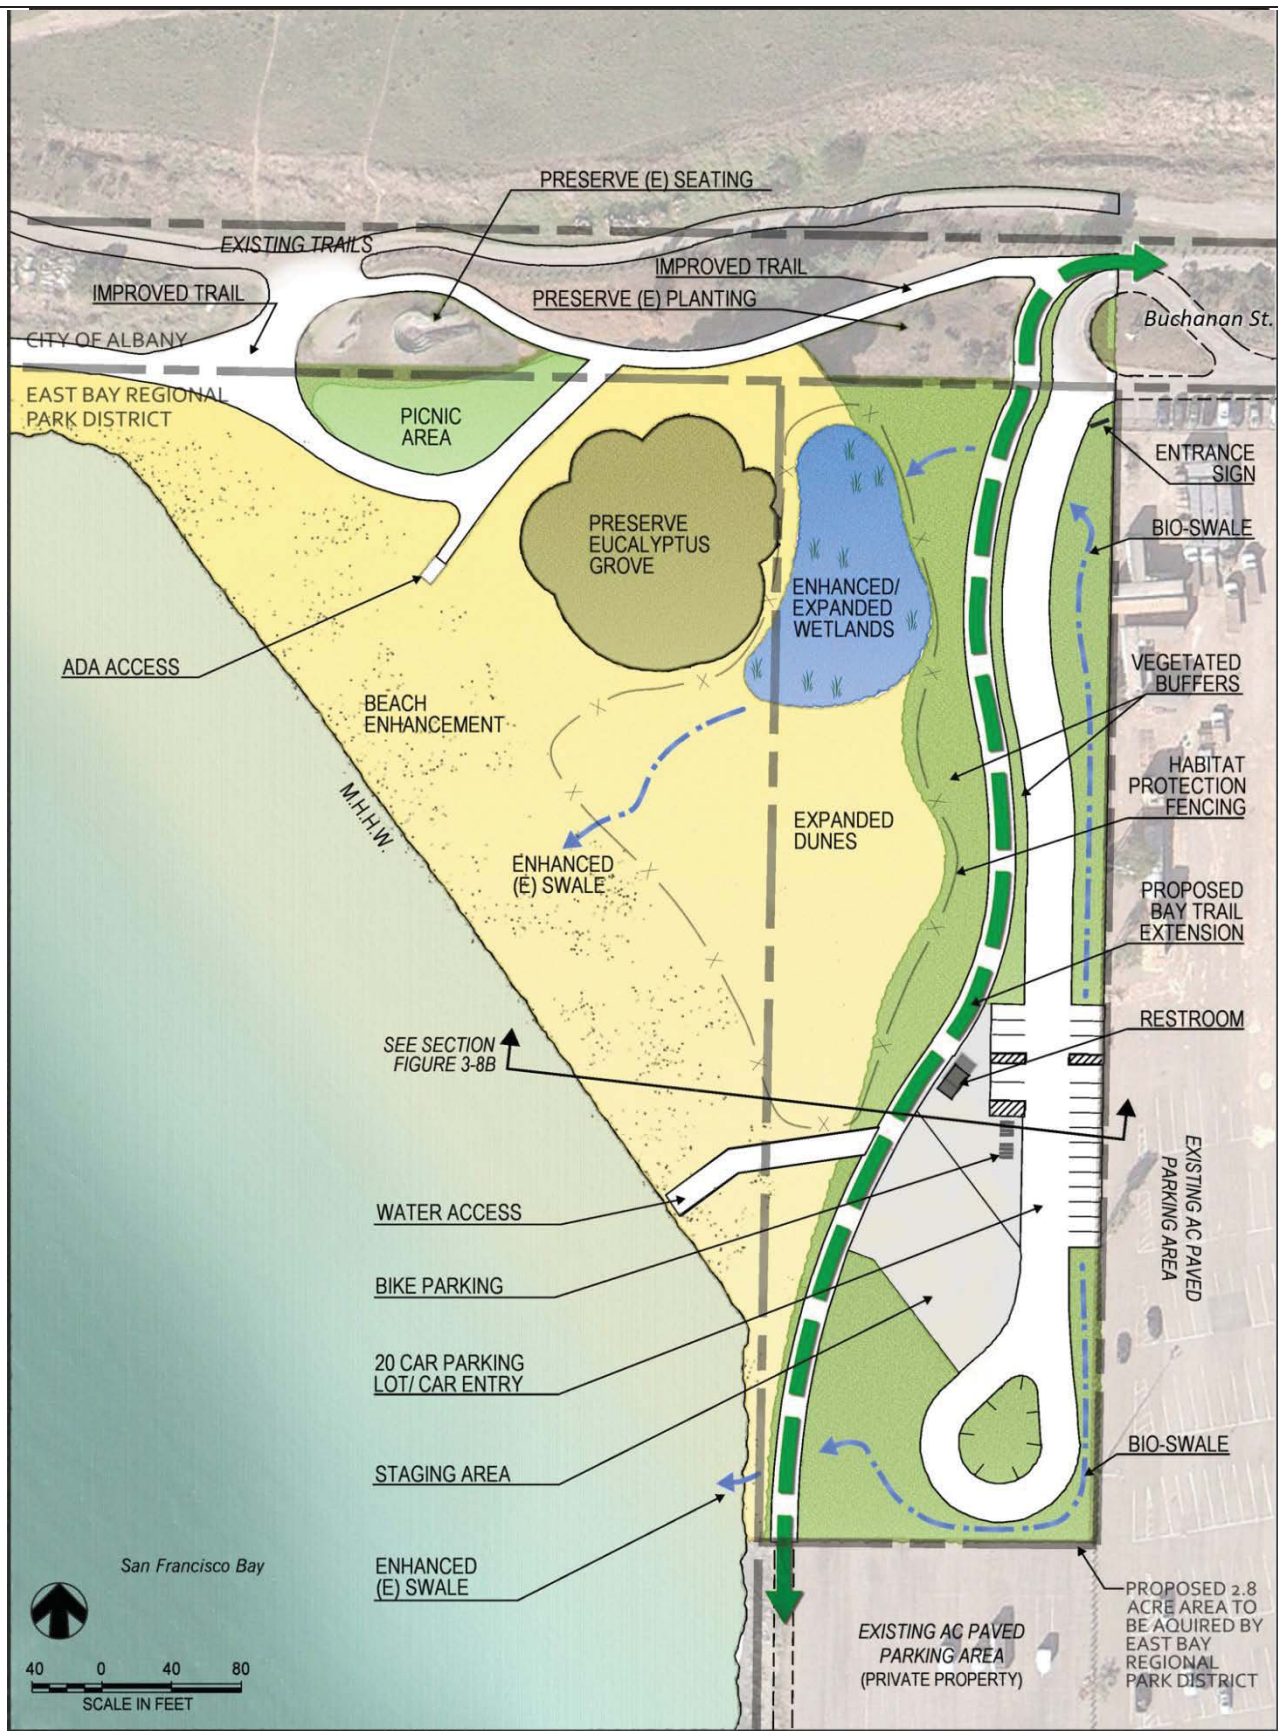 PRESERVE (E) SEATING
EXISTING TRAILS
IMPROVED TRAIL
IMPROVED TRAIL
PRESERVE (E) PLANTING
Buchanan St.
CITY OF ALBANY
EAST BAY REGIONAL
PARK DISTRICT
PICNIC
AREA
ENTRANCE
SIGN
PRESERVE
EUCALYPTUS
GROVE
BIO-SWALE
ENHANCED/
EXPANDED
WETLANDS
ADA ACCESS
VEGETATED
BUFFERS
BEACH
ENHANCEMENT
M.H.H.W.
HABITAT
PROTECTION
FENCING
EXPANDED
DUNES
ENHANCED
(E) SWALE
PROPOSED
BAY TRAIL
EXTENSION
RESTROOM
SEE SECTION
FIGURE 3-8B
EXISTING AC PAVED
PARKING AREA
WATER ACCESS
BIKE PARKING
20 CAR PARKING
LOT/ CAR ENTRY
STAGING AREA
BIO-SWALE
ENHANCED
(E) SWALE
San Francisco Bay
PROPOSED 2.8
ACRE AREA TO
BE AQUIRED BY
EAST BAY
REGIONAL
PARK DISTRICT
EXISTING AC PAVED
PARKING AREA
(PRIVATE PROPERTY)
40 0 40 80
SCALE IN FEET